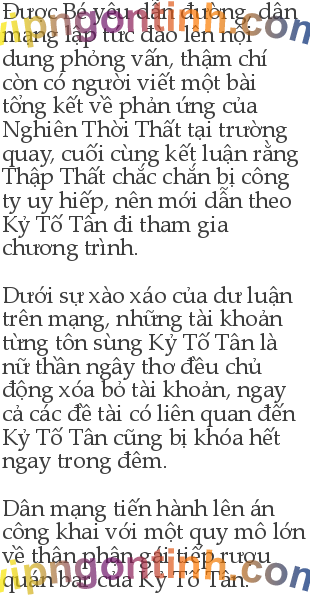 Được Bé yêu dẫn đường, dân
mạng lập tức đào lên nội
dung phỏng vấn, thậm chí
còn có người viết một bài
tổng kết về phản ứng của
Nghiên Thời Thất tại trường
quay, cuối cùng kết luận rằng
Thập Thất chắc chắn bị công
ty uy hiếp, nên mới dẫn theo
Kỷ Tố Tân đi tham gia
chương trình.
Dưới sự xào xáo của dư luận
trên mạng, những tài khoản
từng tôn sùng Kỷ Tố Tân là
nữ thần ngây thơ đều chủ
động xóa bỏ tài khoản, ngay
cả các đề tài có liên quan đến
Kỷ Tố Tân cũng bị khóa hết
ngay trong đêm.
Dân mạng tiến hành lên án
công khai với một quy mô lớn
về thân phận gái tiếp rượu
quán bar của Kỷ Tố Tân.
vipngontinh.com
vipngontinh.com